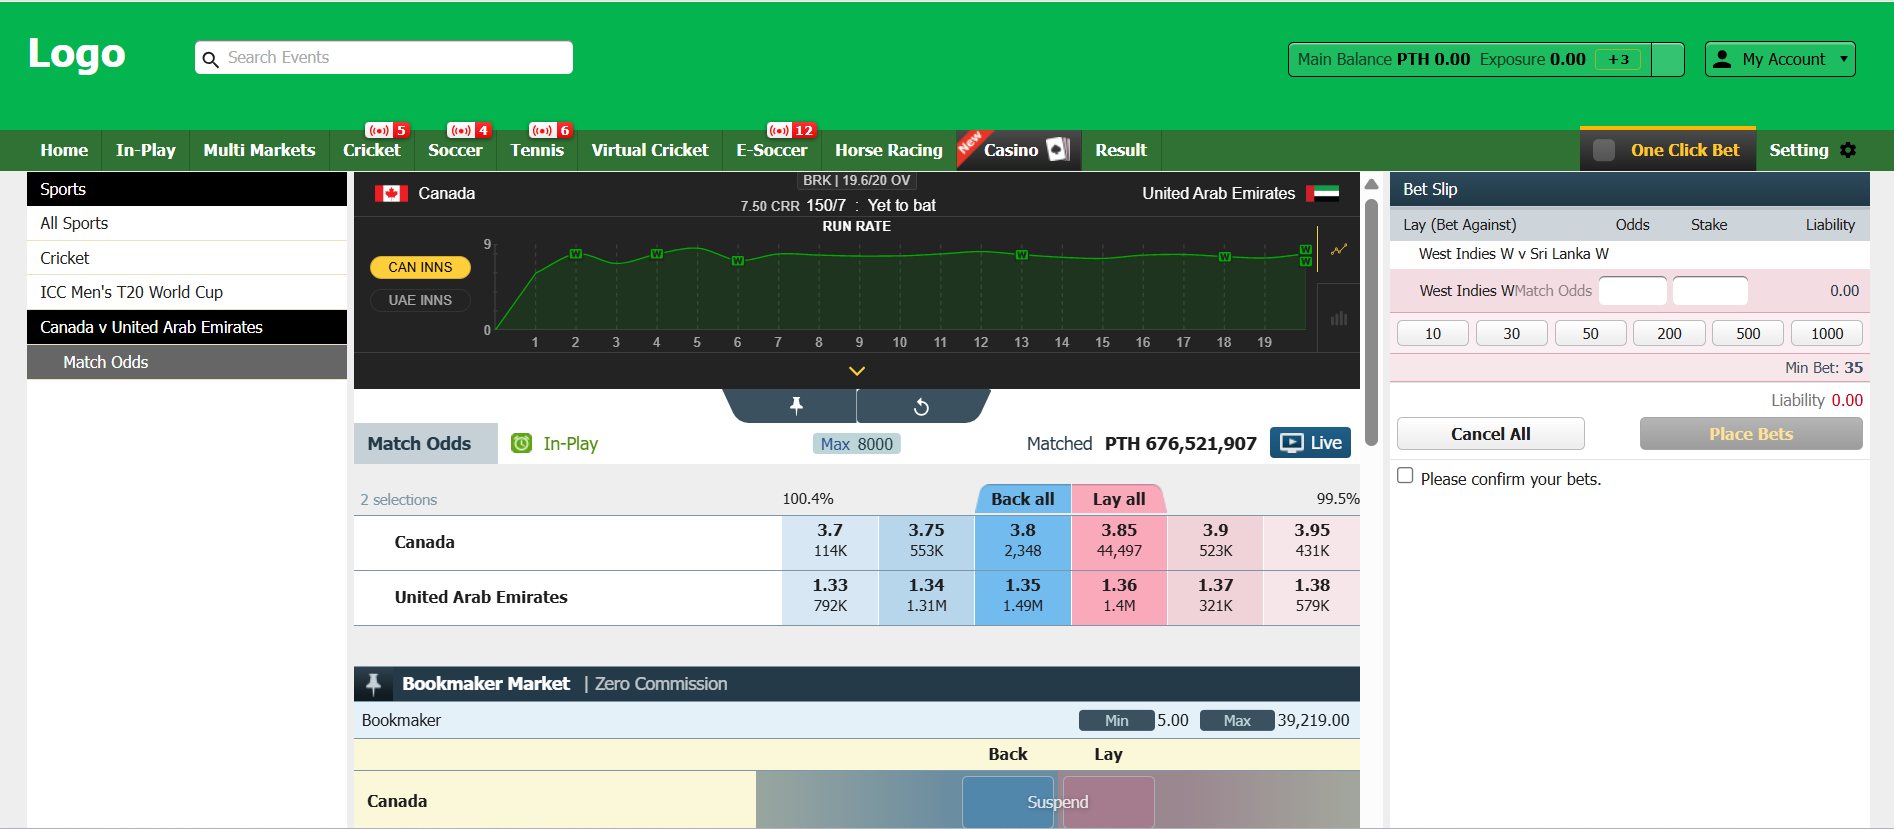 Logo
Search Events
Main Balance PTH 0.00 Exposure 0.00 +3
My Account
5 4 6 12
Home In-Play Multi Markets Cricket Soccer Tennis Virtual Cricket E-Soccer Horse Racing New Casino Result One Click Bet Setting
Sports
All Sports
Cricket
ICC Men's T20 World Cup
Canada v United Arab Emirates
Match Odds
BRK | 19.6/20 OV
Canada
7.50 CRR 150/7 : Yet to bat
United Arab Emirates
RUN RATE
9
W W W W W W W
CAN INNS
UAE INNS
0
1 2 3 4 5 6 7 8 9 10 11 12 13 14 15 16 17 18 19
Match Odds In-Play Max 8000 Matched PTH 676,521,907 Live
2 selections 100.4% Back all Lay all 99.5%
Canada 3.7 3.75 3.8 3.85 3.9 3.95
114K 553K 2,348 44,497 523K 431K
United Arab Emirates 1.33 1.34 1.35 1.36 1.37 1.38
792K 1.31M 1.49M 1.4M 321K 579K
Bookmaker Market | Zero Commission
Bookmaker Min 5.00 Max 39,219.00
Back Lay
Canada Suspend
Bet Slip
Lay (Bet Against) Odds Stake Liability
West Indies W v Sri Lanka W
West Indies W Match Odds 0.00
10 30 50 200 500 1000
Min Bet: 35
Liability 0.00
Cancel All Place Bets
Please confirm your bets.